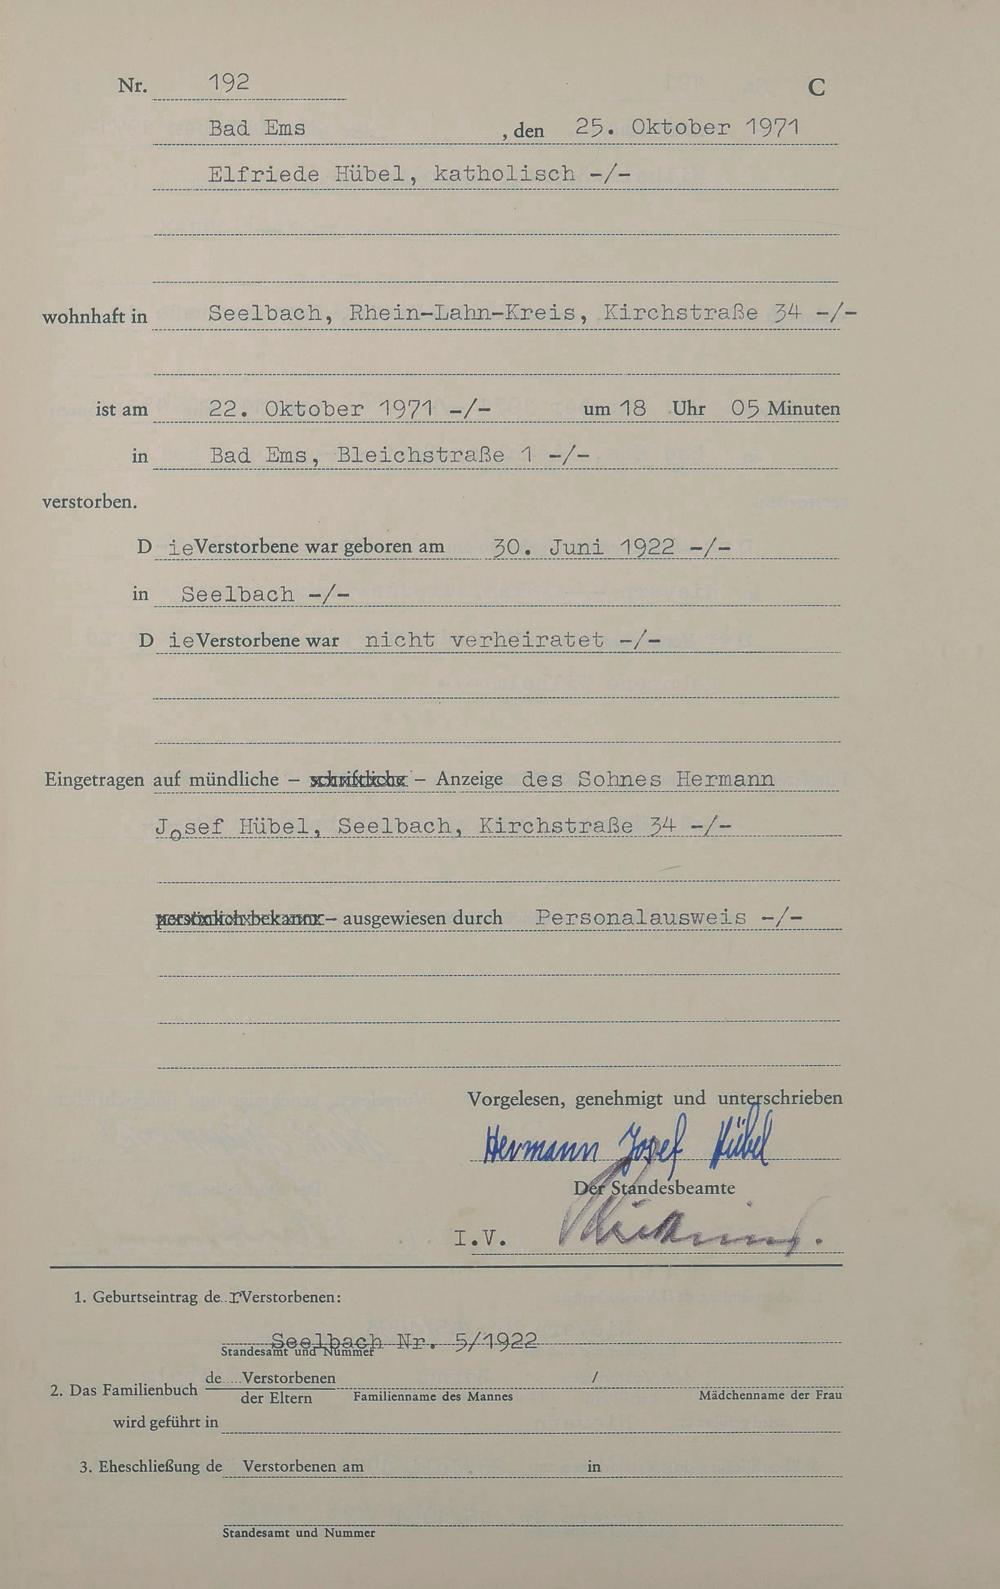 Nr. 192 C
Bad Ems , den 25. Oktober 1971
Elfriede Hübel, katholisch -/-
wohnhaft in Seelbach, Rhein-Lahn-Kreis, Kirchstraße 34 -/-
ist am 22. Oktober 1971 -/- um 18 Uhr 05 Minuten
in Bad Ems, Bleichstraße 1 -/-
verstorben.
D ie Verstorbene war geboren am 30. Juni 1922 -/-
in Seelbach -/-
D ie Verstorbene war nicht verheiratet -/-
Eingetragen auf mündliche – schriftliche – Anzeige des Sohnes Hermann
Josef Hübel, Seelbach, Kirchstraße 34 -/-
persönlich bekannt – ausgewiesen durch Personalausweis -/-
Vorgelesen, genehmigt und unterschrieben
Hermann Josef Hübel
Der Standesbeamte
I.V.
1. Geburtseintrag de r Verstorbenen:
Seelbach Nr. 5/1922
Standesamt und Nummer
de Verstorbenen /
2. Das Familienbuch der Eltern Familienname des Mannes Mädchenname der Frau
wird geführt in
3. Eheschließung de Verstorbenen am in
Standesamt und Nummer